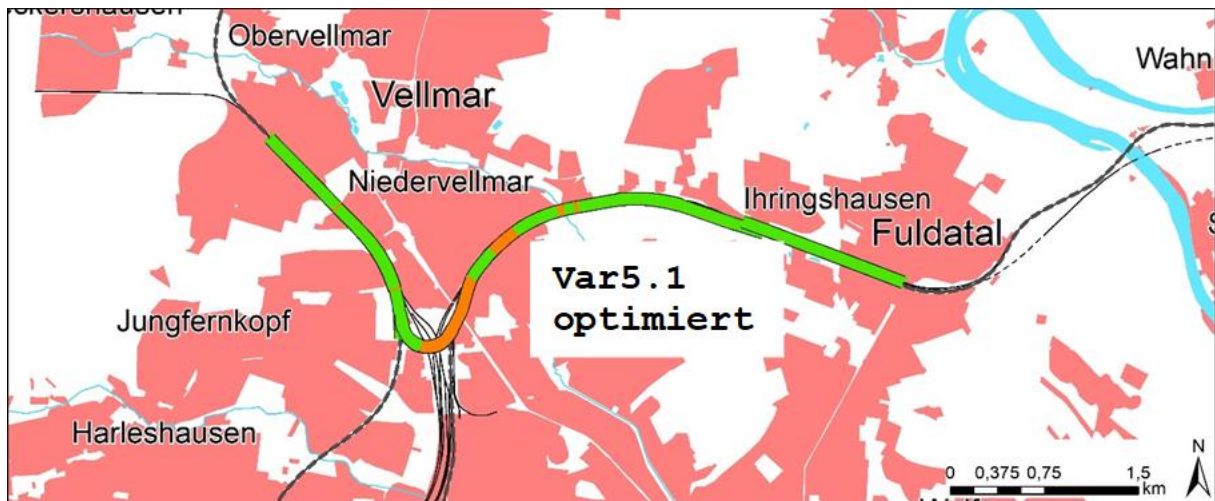 Obervellmar
Wahn
Vellmar
Niedervellmar
Ihringshausen
Fuldatal
Var5.1
optimiert
Jungfernkopf
Harleshausen
N
0 0,375 0,75 1,5
km